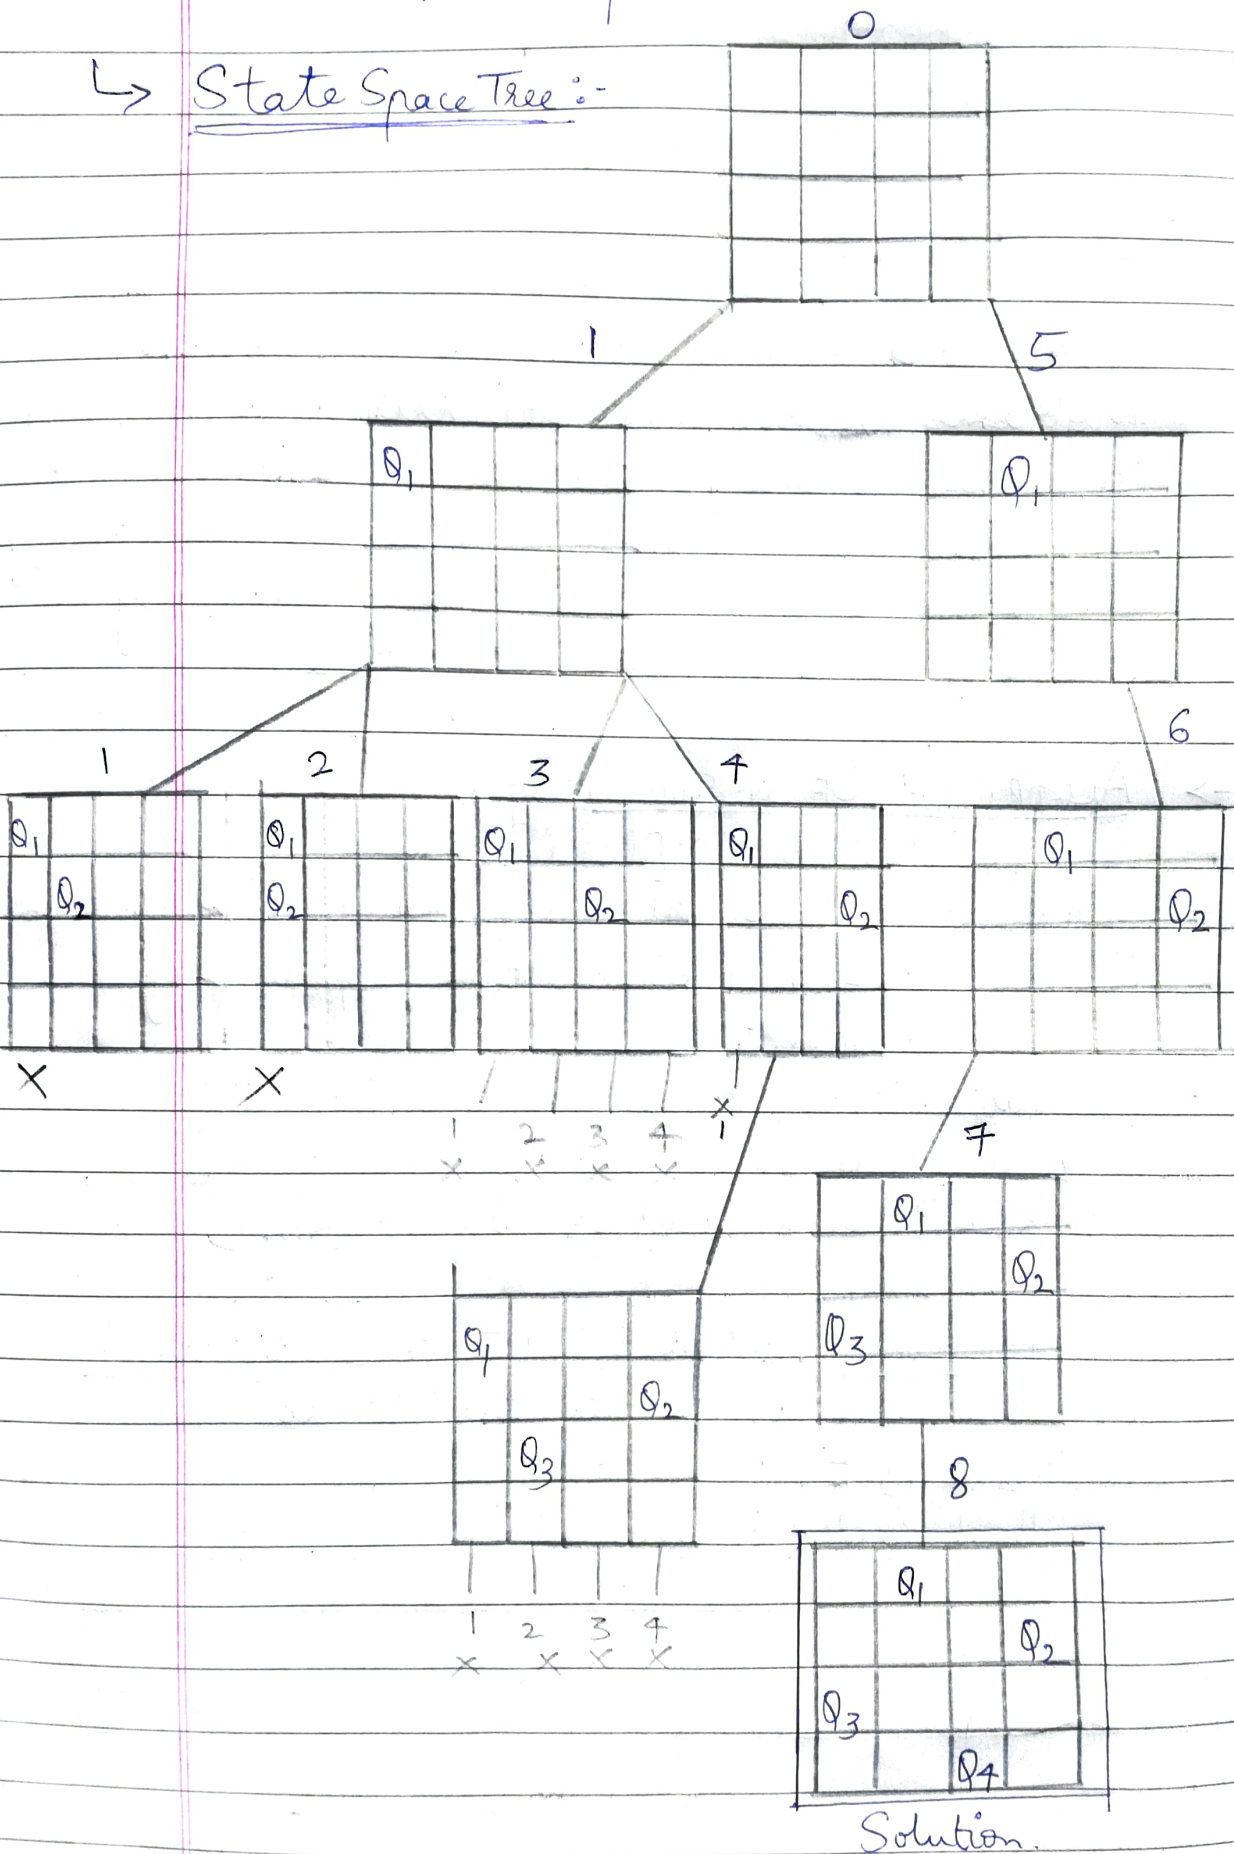 0
↳ State Space Tree :-
1 5
Q1 Q1
6
1 2 3 4
Q1 Q1 Q1 Q1 Q1
Q2 Q2 Q2 Q2 Q2
X X
x
1 2 3 4 1 7
x x x x
Q1
Q2
Q3
Q1
Q2
Q3
8
Q1
1 2 3 4
x x x x
Q2
Q3
Q4
Solution.